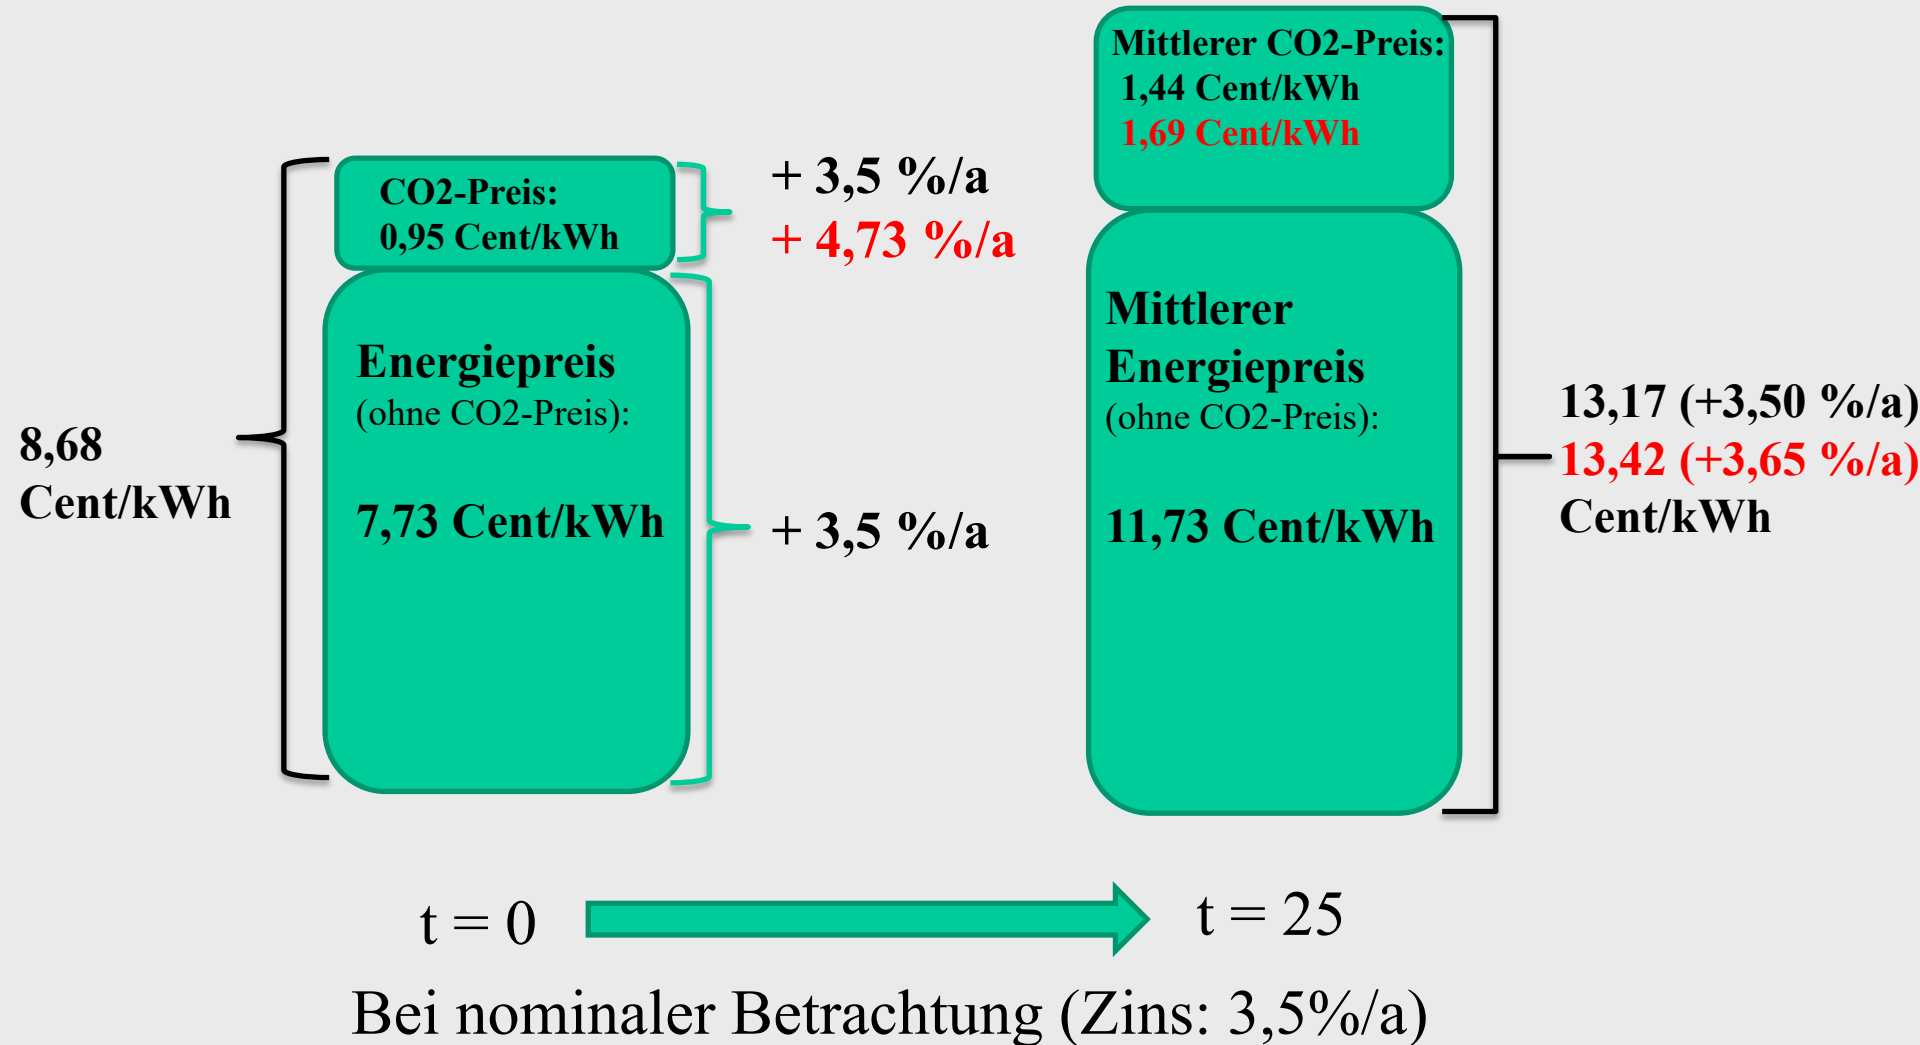 8,68
Cent/kWh
CO2-Preis:
0,95 Cent/kWh
Energiepreis
(ohne CO2-Preis):
7,73 Cent/kWh
+ 3,5 %/a
+ 4,73 %/a
+ 3,5 %/a
Mittlerer CO2-Preis:
1,44 Cent/kWh
1,69 Cent/kWh
Mittlerer
Energiepreis
(ohne CO2-Preis):
11,73 Cent/kWh
13,17 (+3,50 %/a)
13,42 (+3,65 %/a)
Cent/kWh
t = 0
t = 25
Bei nominaler Betrachtung (Zins: 3,5%/a)